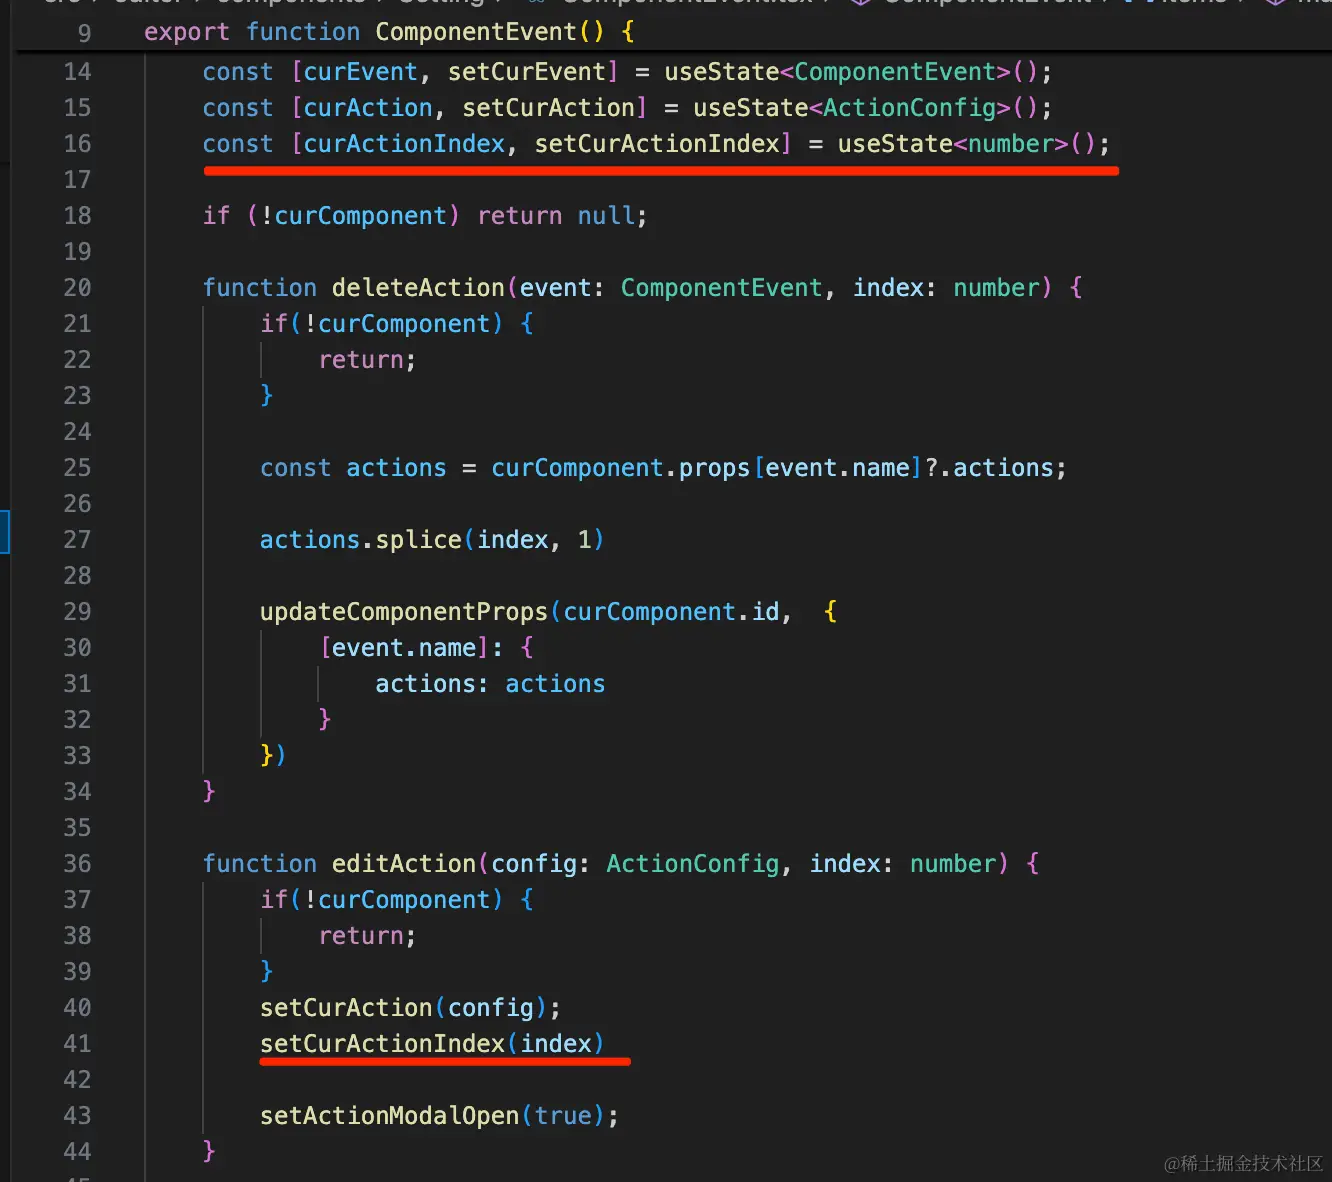 9 export function ComponentEvent() {
14 const [curEvent, setCurEvent] = useState<ComponentEvent>();
15 const [curAction, setCurAction] = useState<ActionConfig>();
16 const [curActionIndex, setCurActionIndex] = useState<number>();
17
18 if (!curComponent) return null;
19
20 function deleteAction(event: ComponentEvent, index: number) {
21 if(!curComponent) {
22 return;
23 }
24
25 const actions = curComponent.props[event.name]?.actions;
26
27 actions.splice(index, 1)
28
29 updateComponentProps(curComponent.id,  {
30 [event.name]: {
31 actions: actions
32 }
33 })
34 }
35
36 function editAction(config: ActionConfig, index: number) {
37 if(!curComponent) {
38 return;
39 }
40 setCurAction(config);
41 setCurActionIndex(index)
42
43 setActionModalOpen(true);
44 }
@稀土掘金技术社区